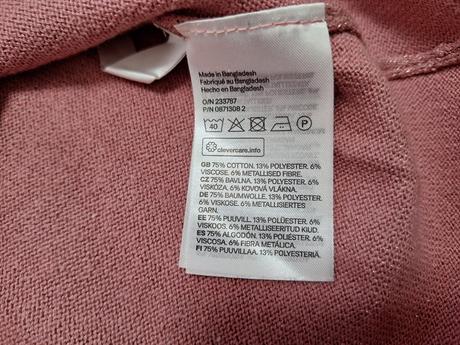 Made in Bangladesh
Fabriqué au Bangladesh
Hecho en Bangladesh
O/N 233787
P/N 0871308 2
40
P
clevercare.info
GB 75% COTTON. 13% POLYESTER. 6%
VISCOSE. 6% METALLISED FIBRE.
CZ 75% BAVLNA. 13% POLYESTER. 6%
VISKÓZA. 6% KOVOVÁ VLÁKNA.
DE 75% BAUMWOLLE. 13% POLYESTER. 6%
VISKOSE. 6% METALLISIERTES
GARN.
EE 75% PUUVILL. 13% POLÜESTER. 6%
VISKOOS. 6% METALLISEERITUD KIUD.
ES 75% ALGODÓN. 13% POLIÉSTER. 6%
VISCOSA. 6% FIBRA METÁLICA.
FI 75% PUUVILLAA. 13% POLYESTERIÄ.